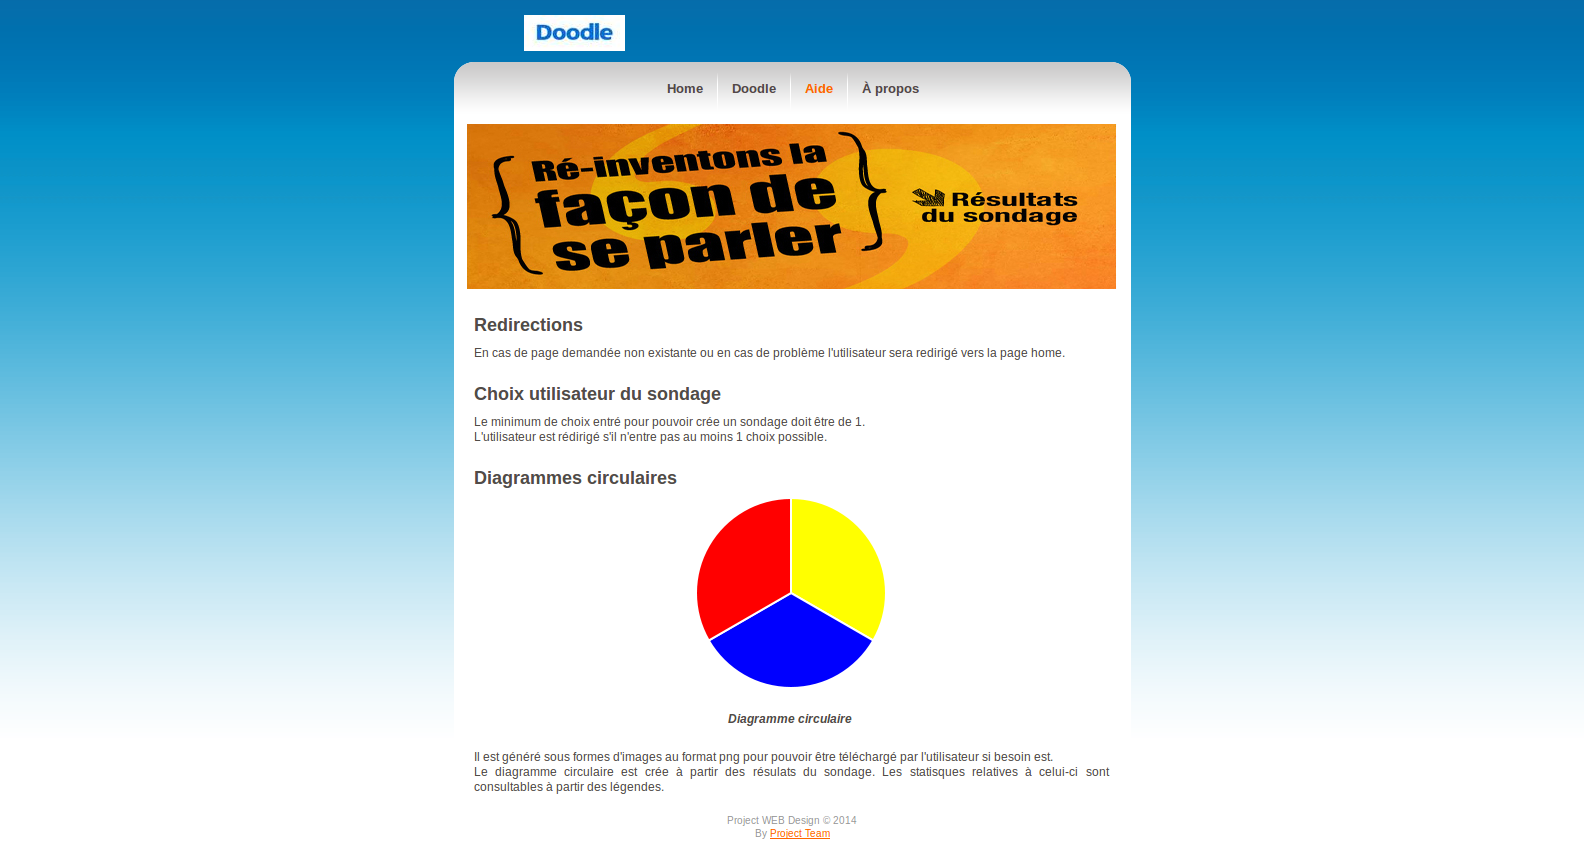 Doodle
Home Doodle Aide À propos
Ré-inventons la
façon de
se parler
Résultats
du sondage
Redirections
En cas de page demandée non existante ou en cas de problème l'utilisateur sera redirigé vers la page home.
Choix utilisateur du sondage
Le minimum de choix entré pour pouvoir crée un sondage doit être de 1.
L'utilisateur est rédirigé s'il n'entre pas au moins 1 choix possible.
Diagrammes circulaires
Diagramme circulaire
Il est généré sous formes d'images au format png pour pouvoir être téléchargé par l'utilisateur si besoin est.
Le diagramme circulaire est crée à partir des résulats du sondage. Les statisques relatives à celui-ci sont
consultables à partir des légendes.
Project WEB Design © 2014
By Project Team